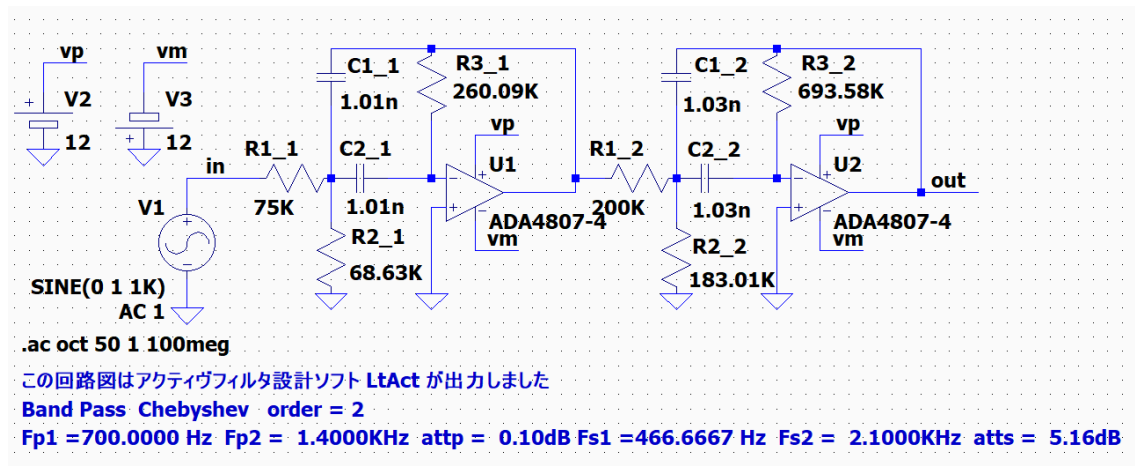 vp
vm
V2
12
V3
12
C1_1
1.01n
R3_1
260.09K
C1_2
1.03n
R3_2
693.58K
in
R1_1
75K
C2_1
1.01n
vp
U1
ADA4807-4
vm
R1_2
200K
C2_2
1.03n
vp
U2
ADA4807-4
vm
out
V1
R2_1
68.63K
R2_2
183.01K
SINE(0 1 1K)
AC 1
.ac oct 50 1 100meg
この回路図はアクティヴフィルタ設計ソフト LtAct が出力しました
Band Pass Chebyshev order = 2
Fp1 =700.0000 Hz Fp2 = 1.4000KHz attp = 0.10dB Fs1 =466.6667 Hz Fs2 = 2.1000KHz atts = 5.16dB